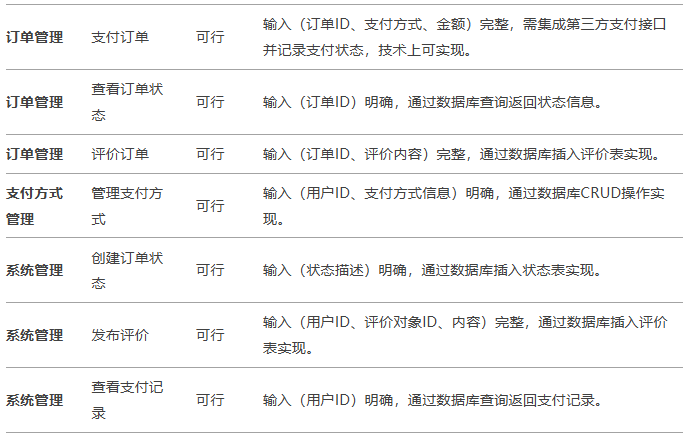 订单管理 支付订单 可行 输入（订单ID、支付方式、金额）完整，需集成第三方支付接口
并记录支付状态，技术上可实现。
订单管理 查看订单状
态 可行 输入（订单ID）明确，通过数据库查询返回状态信息。
订单管理 评价订单 可行 输入（订单ID、评价内容）完整，通过数据库插入评价表实现。
支付方式
管理 管理支付方
式 可行 输入（用户ID、支付方式信息）明确，通过数据库CRUD操作实
现。
系统管理 创建订单状
态 可行 输入（状态描述）明确，通过数据库插入状态表实现。
系统管理 发布评价 可行 输入（用户ID、评价对象ID、内容）完整，通过数据库插入评价
表实现。
系统管理 查看支付记
录 可行 输入（用户ID）明确，通过数据库查询返回支付记录。